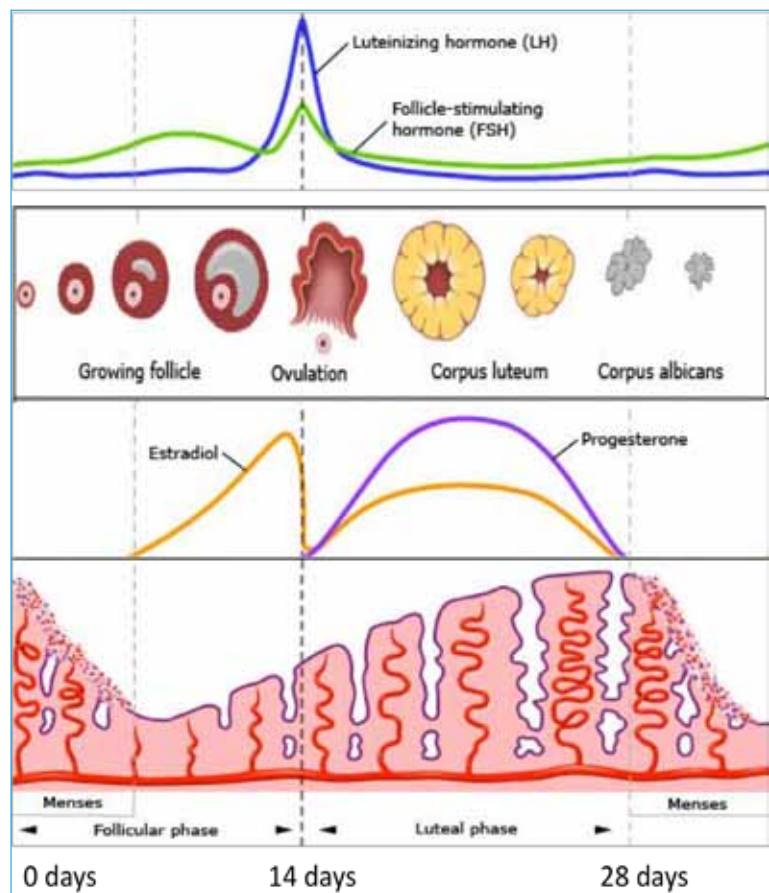 Luteinizing hormone (LH)
Follicle-stimulating
hormone (FSH)
Growing follicle
Ovulation
Corpus luteum
Corpus albicans
Estradiol
Progesterone
Menses
Menses
Follicular phase
Luteal phase
0 days
14 days
28 days